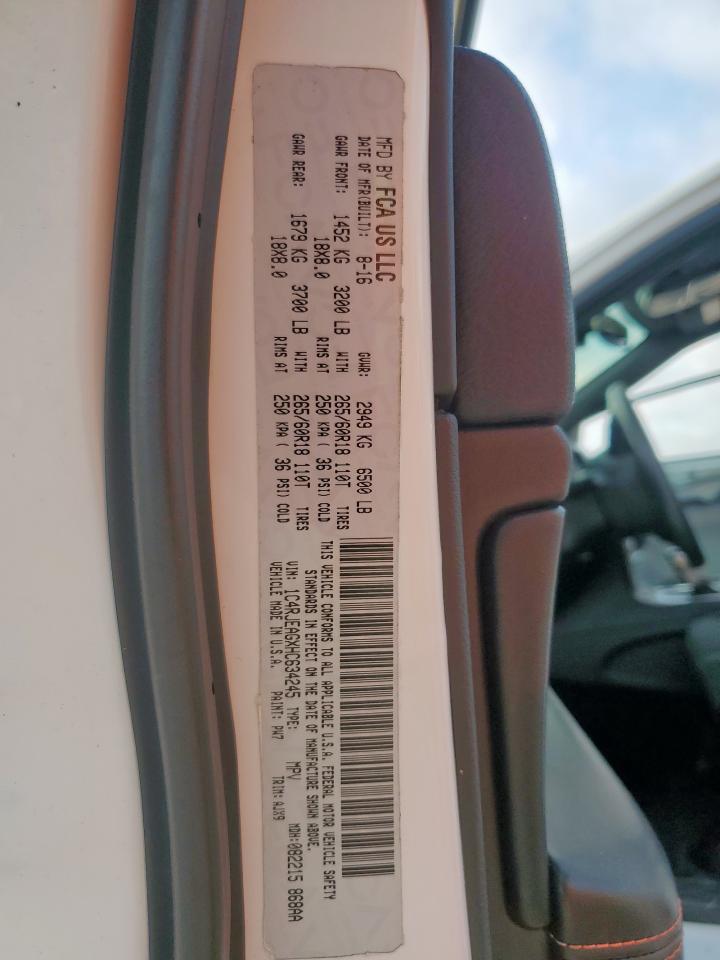 MFD BY FCA US LLC
DATE OF MFR(BUILT): 8-16 GVWR: 2949 KG 6500 LB
GAWR FRONT: 1452 KG 3200 LB WITH 265/60R18 110T TIRES
18X8.0 RIMS AT 250 KPA ( 36 PSI) COLD
GAWR REAR: 1679 KG 3700 LB WITH 265/60R18 110T TIRES
18X8.0 RIMS AT 250 KPA ( 36 PSI) COLD
THIS VEHICLE CONFORMS TO ALL APPLICABLE U.S.A. FEDERAL MOTOR VEHICLE SAFETY
STANDARDS IN EFFECT ON THE DATE OF MANUFACTURE SHOWN ABOVE.
VIN: 1C4RJEAGXHC634245 TYPE: MPV MDH:082215 868AA
VEHICLE MADE IN U.S.A. PAINT: PW7 TRIM: AJX9